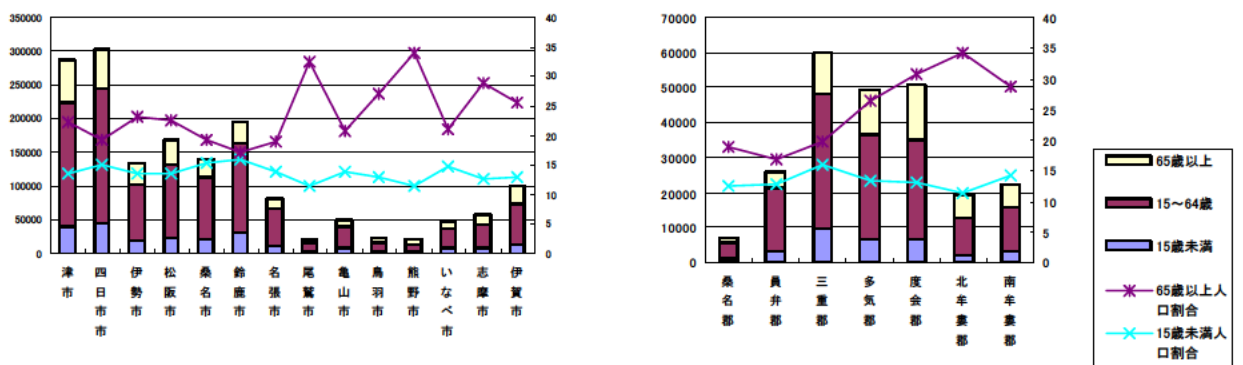 350000
300000
250000
200000
150000
100000
50000
0
40
35
30
25
20
15
10
5
0
津市
四日市市
伊勢市
松阪市
桑名市
鈴鹿市
名張市
尾鷲市
亀山市
鳥羽市
熊野市
いなべ市
志摩市
伊賀市
70000
60000
50000
40000
30000
20000
10000
0
40
35
30
25
20
15
10
5
0
桑名郡
員弁郡
三重郡
多気郡
度会郡
北牟婁郡
南牟婁郡
65歳以上
15～64歳
15歳未満
65歳以上人
口割合
15歳未満人
口割合